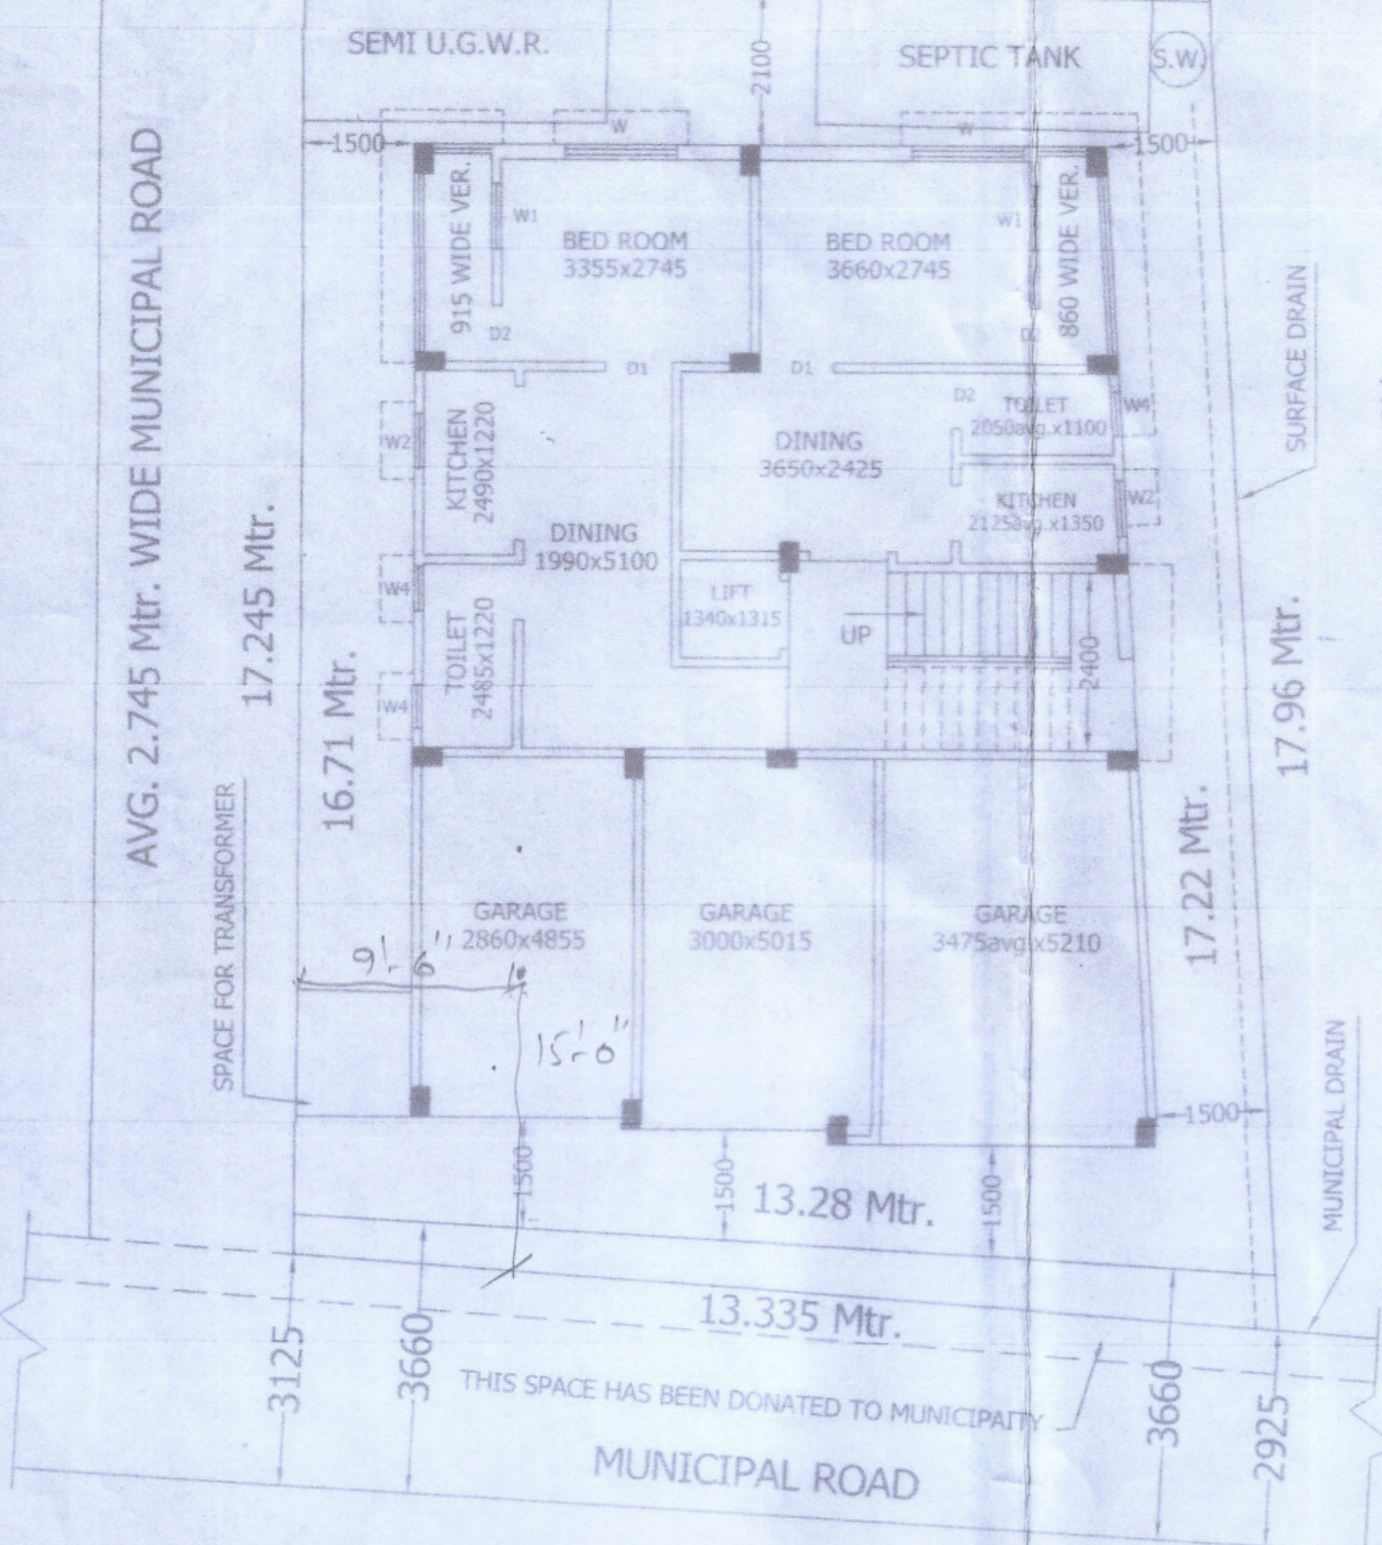 SEMI U.G.W.R.
SEPTIC TANK
S.W.
2100
1500
W
W
1500
915 WIDE VER.
W1
BED ROOM
3355x2745
BED ROOM
3660x2745
W1
860 WIDE VER.
D2
D2
D1
D1
AVG. 2.745 Mtr. WIDE MUNICIPAL ROAD
SURFACE DRAIN
W2
KITCHEN
2490x1220
D2
TOILET
2050avg.x1100
W4
DINING
3650x2425
KITCHEN
2125avg.x1350
W2
DINING
1990x5100
17.245 Mtr.
16.71 Mtr.
W4
TOILET
2485x1220
LIFT
1340x1315
UP
2400
W4
17.96 Mtr.
17.22 Mtr.
SPACE FOR TRANSFORMER
GARAGE
2860x4855
GARAGE
3000x5015
GARAGE
3475avg.x5210
9'-6"
15'-0"
1500
MUNICIPAL DRAIN
1500
1500
1500
13.28 Mtr.
13.335 Mtr.
3125
3660
THIS SPACE HAS BEEN DONATED TO MUNICIPAITY
3660
2925
MUNICIPAL ROAD